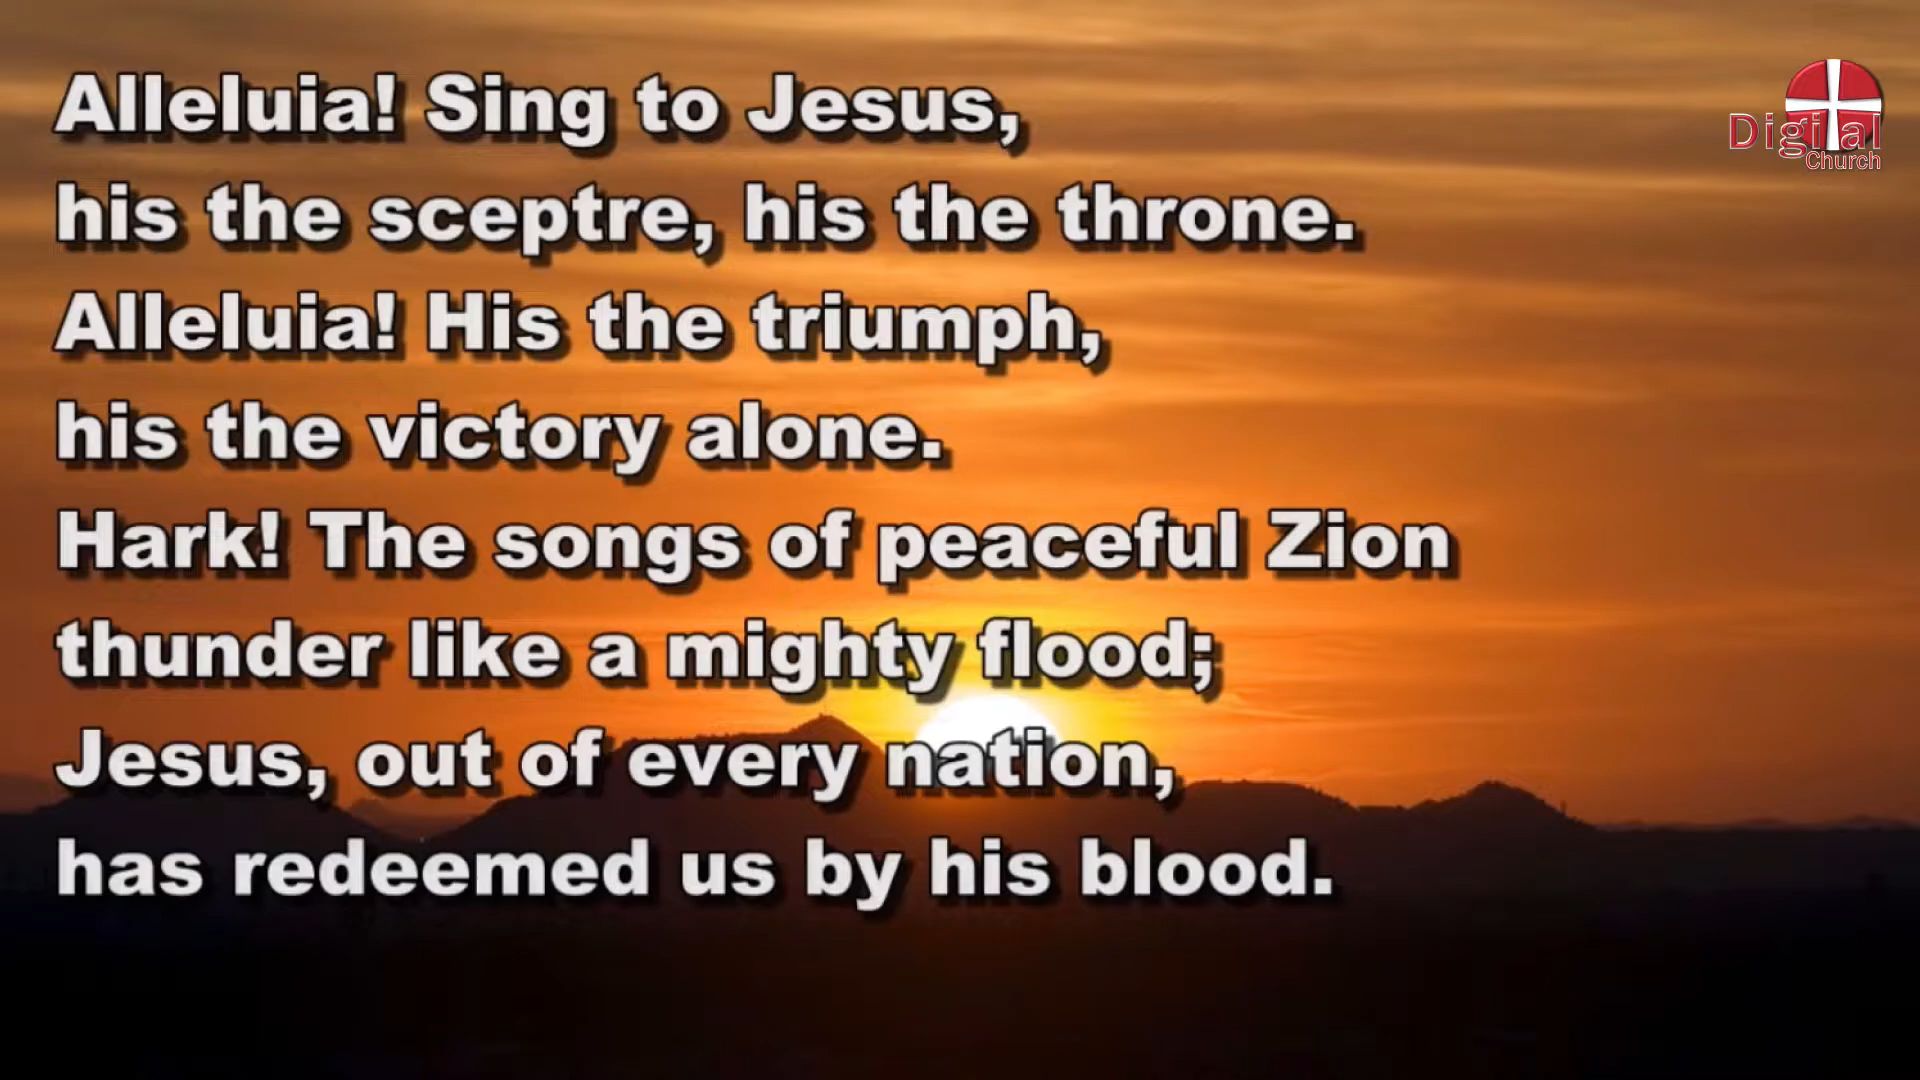 Alleluia! Sing to Jesus,
his the sceptre, his the throne.
Alleluia! His the triumph,
his the victory alone.
Hark! The songs of peaceful Zion
thunder like a mighty flood;
Jesus, out of every nation,
has redeemed us by his blood.
Digital
Church